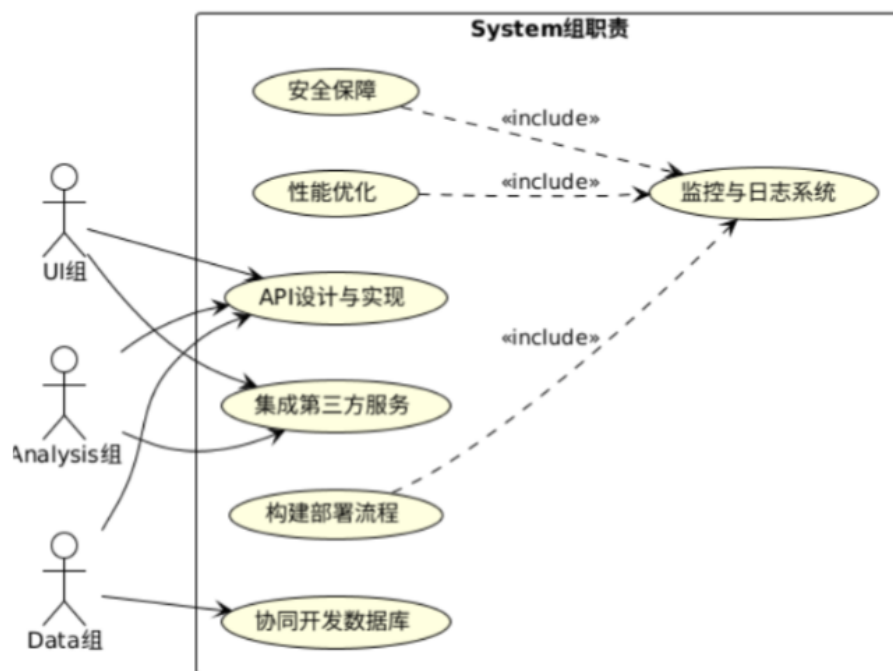 System组职责
安全保障
«include»
性能优化
«include»
监控与日志系统
UI组
API设计与实现
«include»
集成第三方服务
Analysis组
构建部署流程
协同开发数据库
Data组